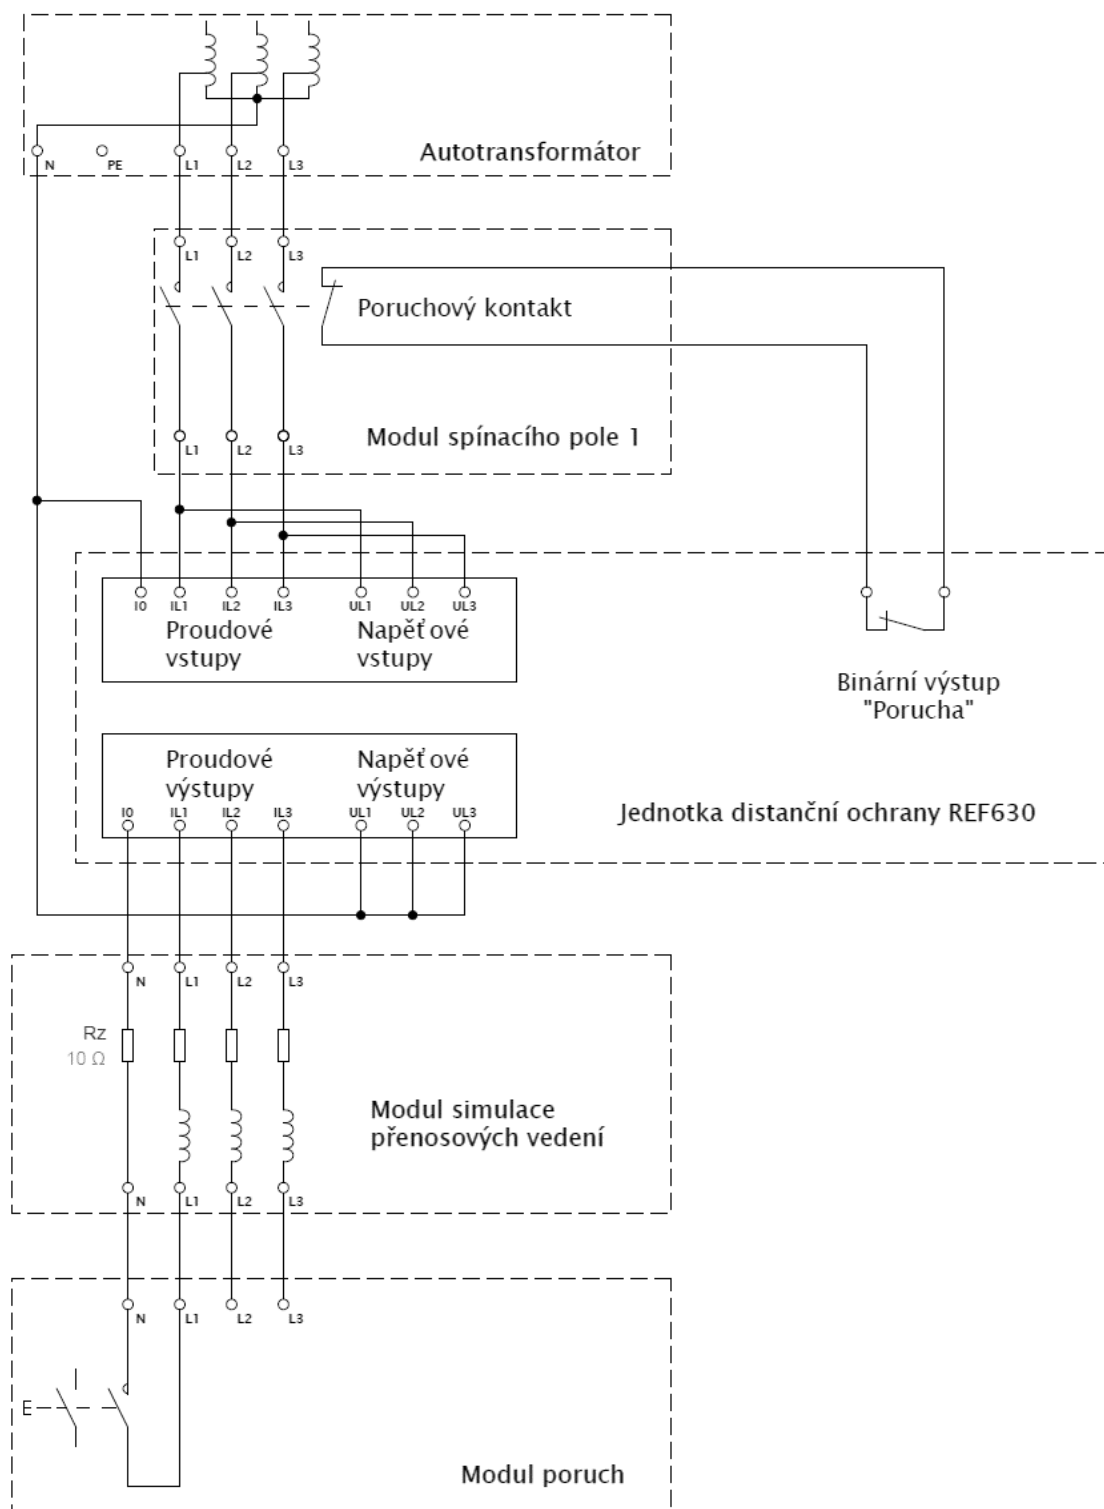 Autotransformátor
N PE L1 L2 L3
L1 L2 L3
Poruchový kontakt
L1 L2 L3
Modul spínacího pole 1
I0 IL1 IL2 IL3 UL1 UL2 UL3
Proudové
vstupy
Napěťové
vstupy
Binární výstup
"Porucha"
Proudové
výstupy
Napěťové
výstupy
I0 IL1 IL2 IL3 UL1 UL2 UL3
Jednotka distanční ochrany REF630
N L1 L2 L3
Rz
10 Ω
Modul simulace
přenosových vedení
N L1 L2 L3
N L1 L2 L3
Modul poruch